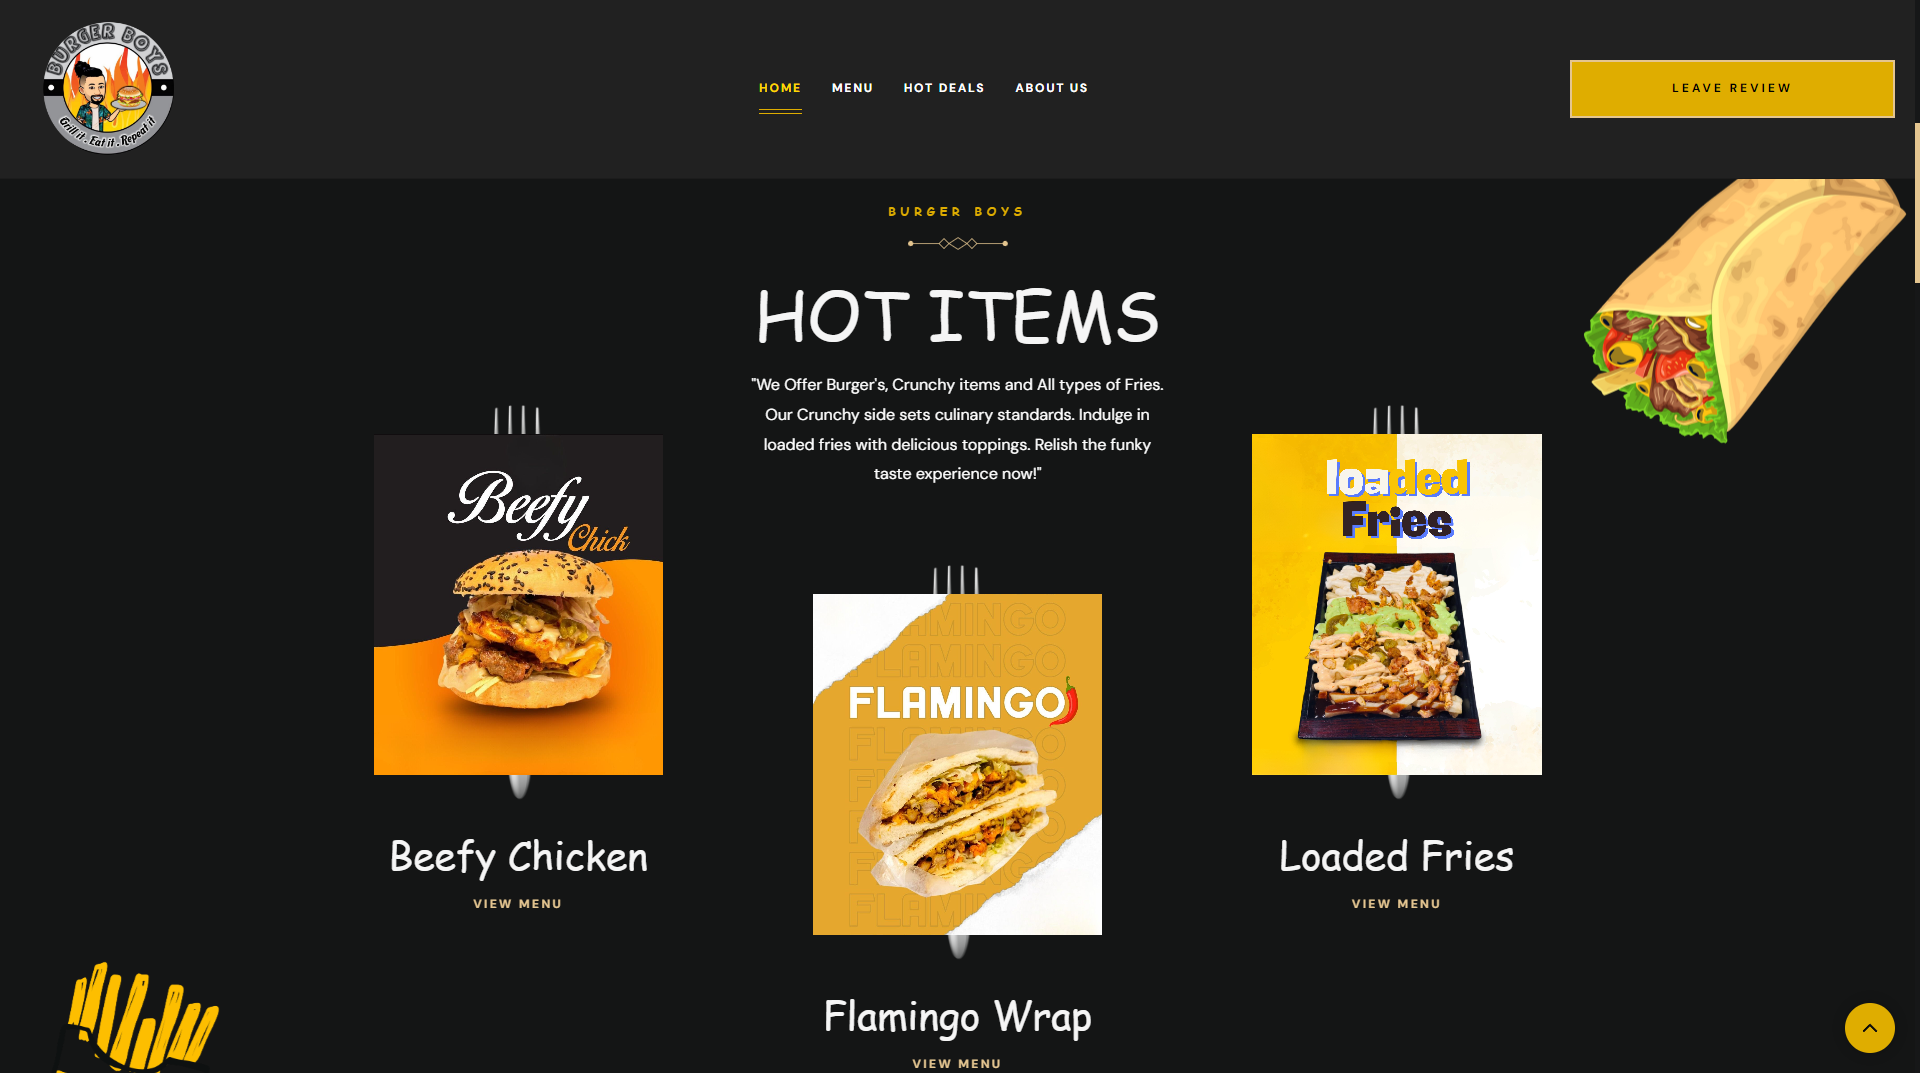 BURGER BOYS
Grill it . Eat it . Repeat it
HOME
MENU
HOT DEALS
ABOUT US
LEAVE REVIEW
BURGER BOYS
HOT ITEMS
"We Offer Burger's, Crunchy items and All types of Fries.
Our Crunchy side sets culinary standards. Indulge in
loaded fries with delicious toppings. Relish the funky
taste experience now!"
Beefy
Chick
Beefy Chicken
VIEW MENU
FLAMINGO
FLAMINGO
FLAMINGO
Flamingo Wrap
VIEW MENU
loaded
Fries
Loaded Fries
VIEW MENU